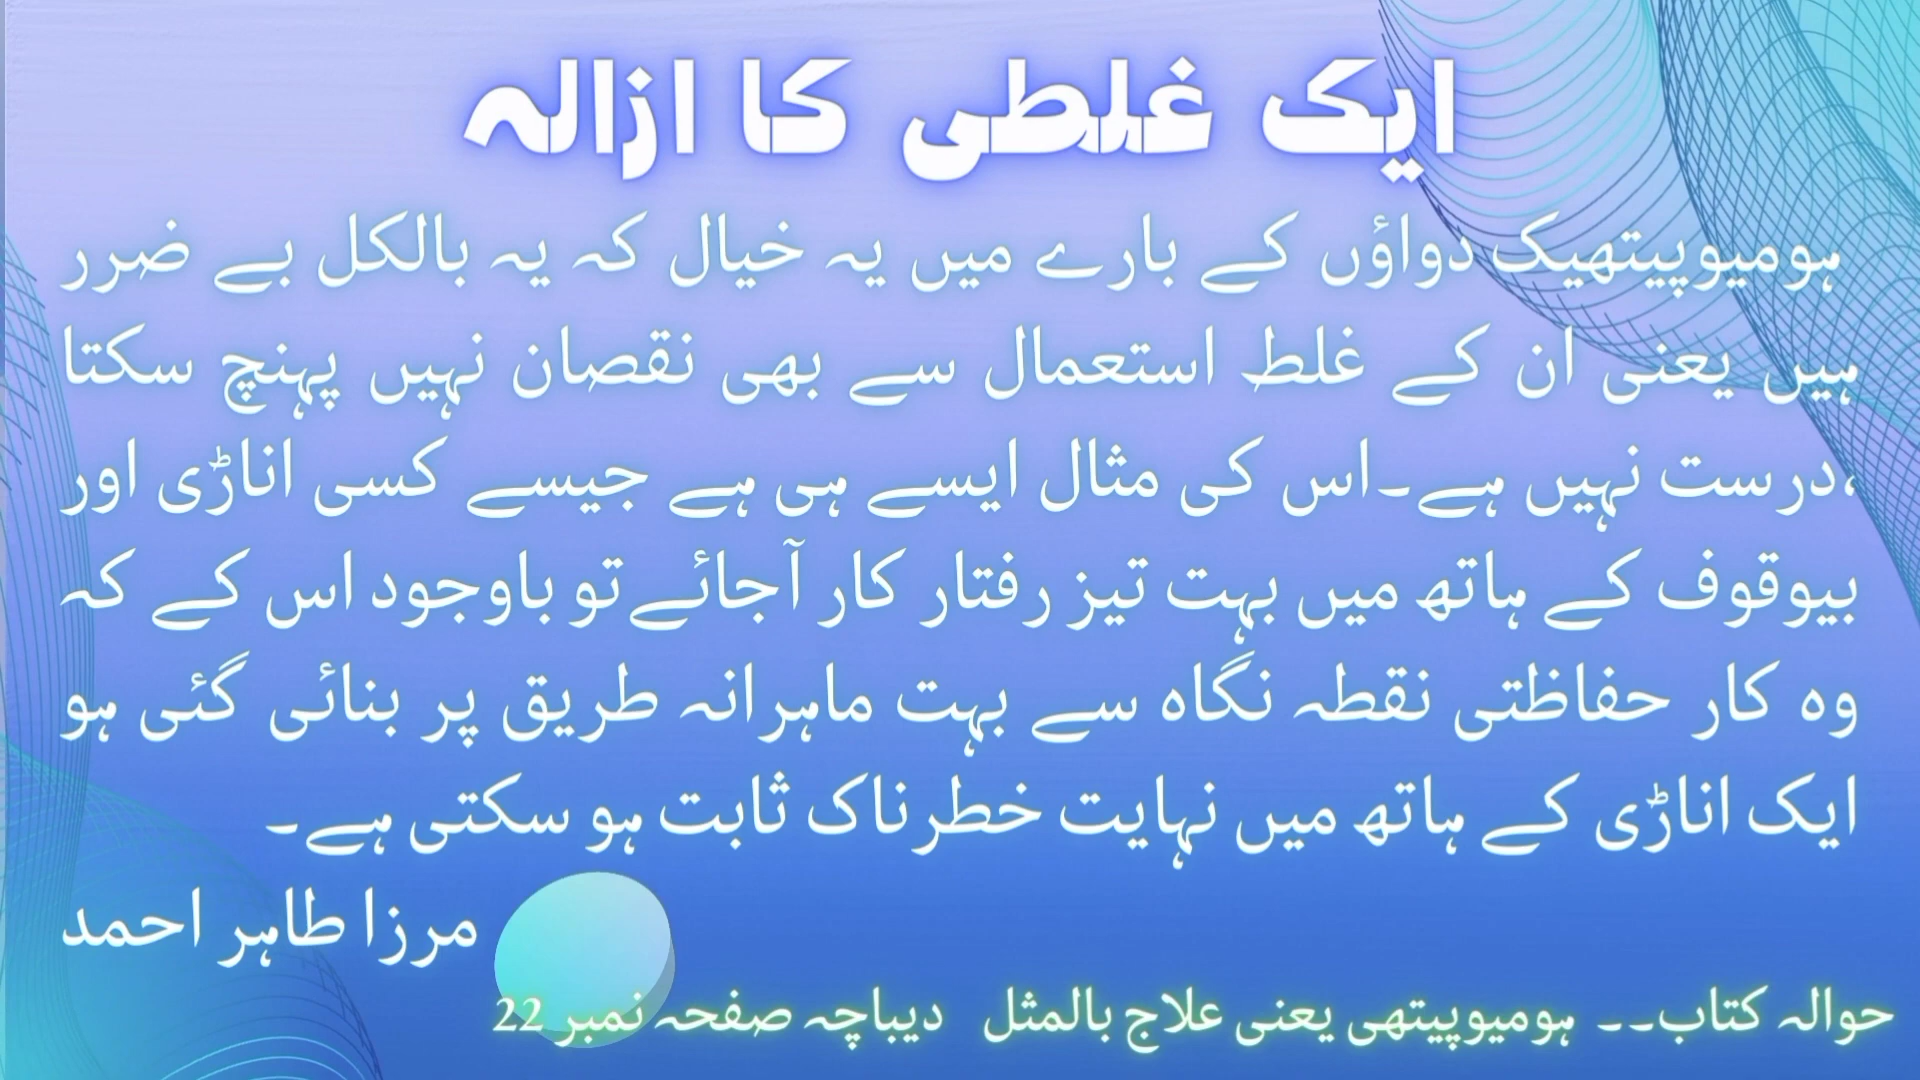 ایک غلطی کا ازالہ
ہومیوپیتھیک دواؤں کے بارے میں یہ خیال کہ یہ بالکل بے ضرر
ہیں یعنی ان کے غلط استعمال سے بھی نقصان نہیں پہنچ سکتا
،درست نہیں ہے۔اس کی مثال ایسے ہی ہے جیسے کسی اناڑی اور
بیوقوف کے ہاتھ میں بہت تیز رفتار کار آجائےتو باوجود اس کے کہ
وہ کار حفاظتی نقطہ نگاہ سے بہت ماہرانہ طریق پر بنائی گئی ہو
ایک اناڑی کے ہاتھ میں نہایت خطرناک ثابت ہو سکتی ہے۔
مرزا طاہر احمد
حوالہ کتاب۔۔ ہومیوپیتھی یعنی علاج بالمثل دیباچہ صفحہ نمبر 22